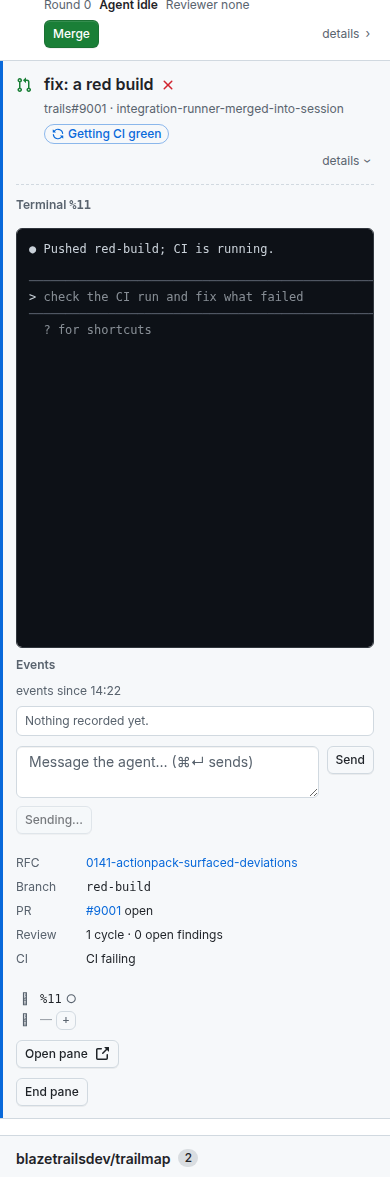 Round 0 Agent idle Reviewer none
Merge
details ›
fix: a red build ×
trails#9001 · integration-runner-merged-into-session
Getting CI green
details
Terminal %11
● Pushed red-build; CI is running.
> check the CI run and fix what failed
? for shortcuts
Events
events since 14:22
Nothing recorded yet.
Message the agent... (⌘↵ sends)
Send
Sending...
RFC 0141-actionpack-surfaced-deviations
Branch red-build
PR #9001 open
Review 1 cycle · 0 open findings
CI CI failing
%11 ○
— +
Open pane
End pane
blazetrailsdev/trailmap 2